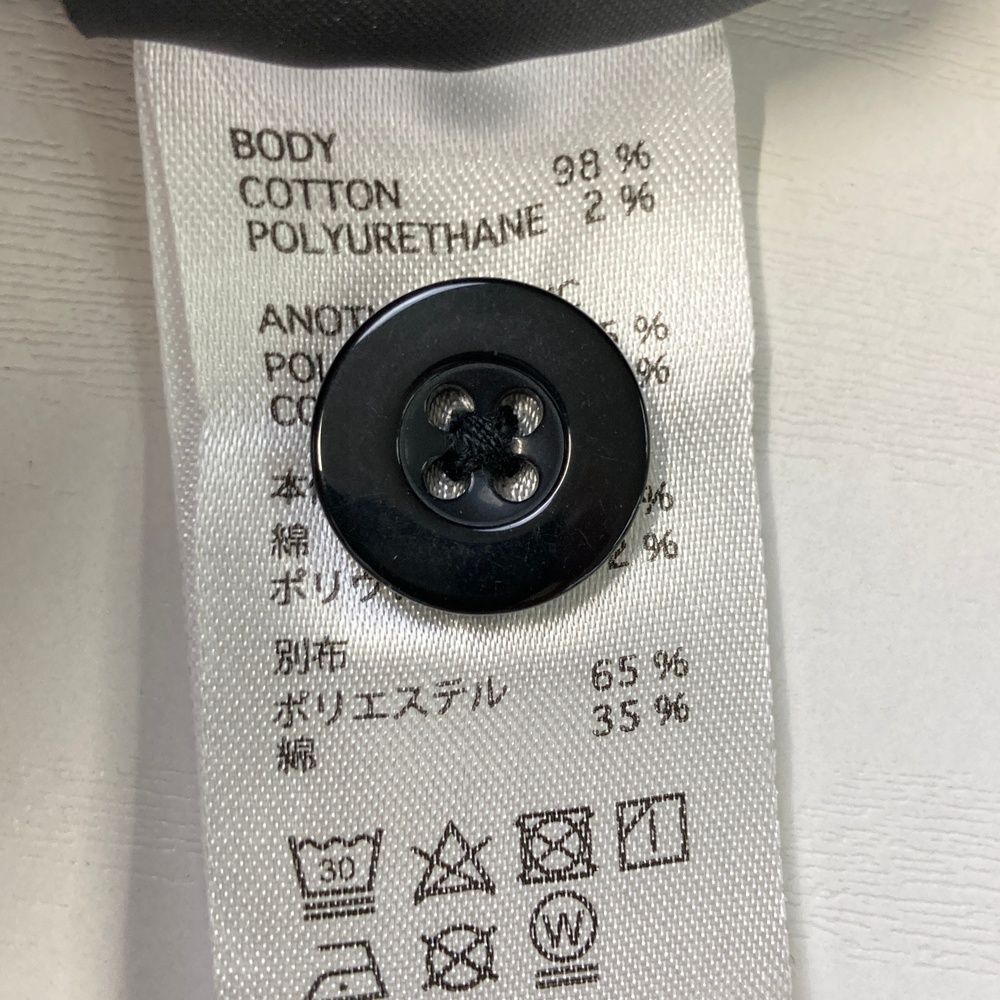 BODY
COTTON 98 %
POLYURETHANE 2 %
%
%
綿 2 %
別布
ポリエステル 65 %
綿 35 %
30
W